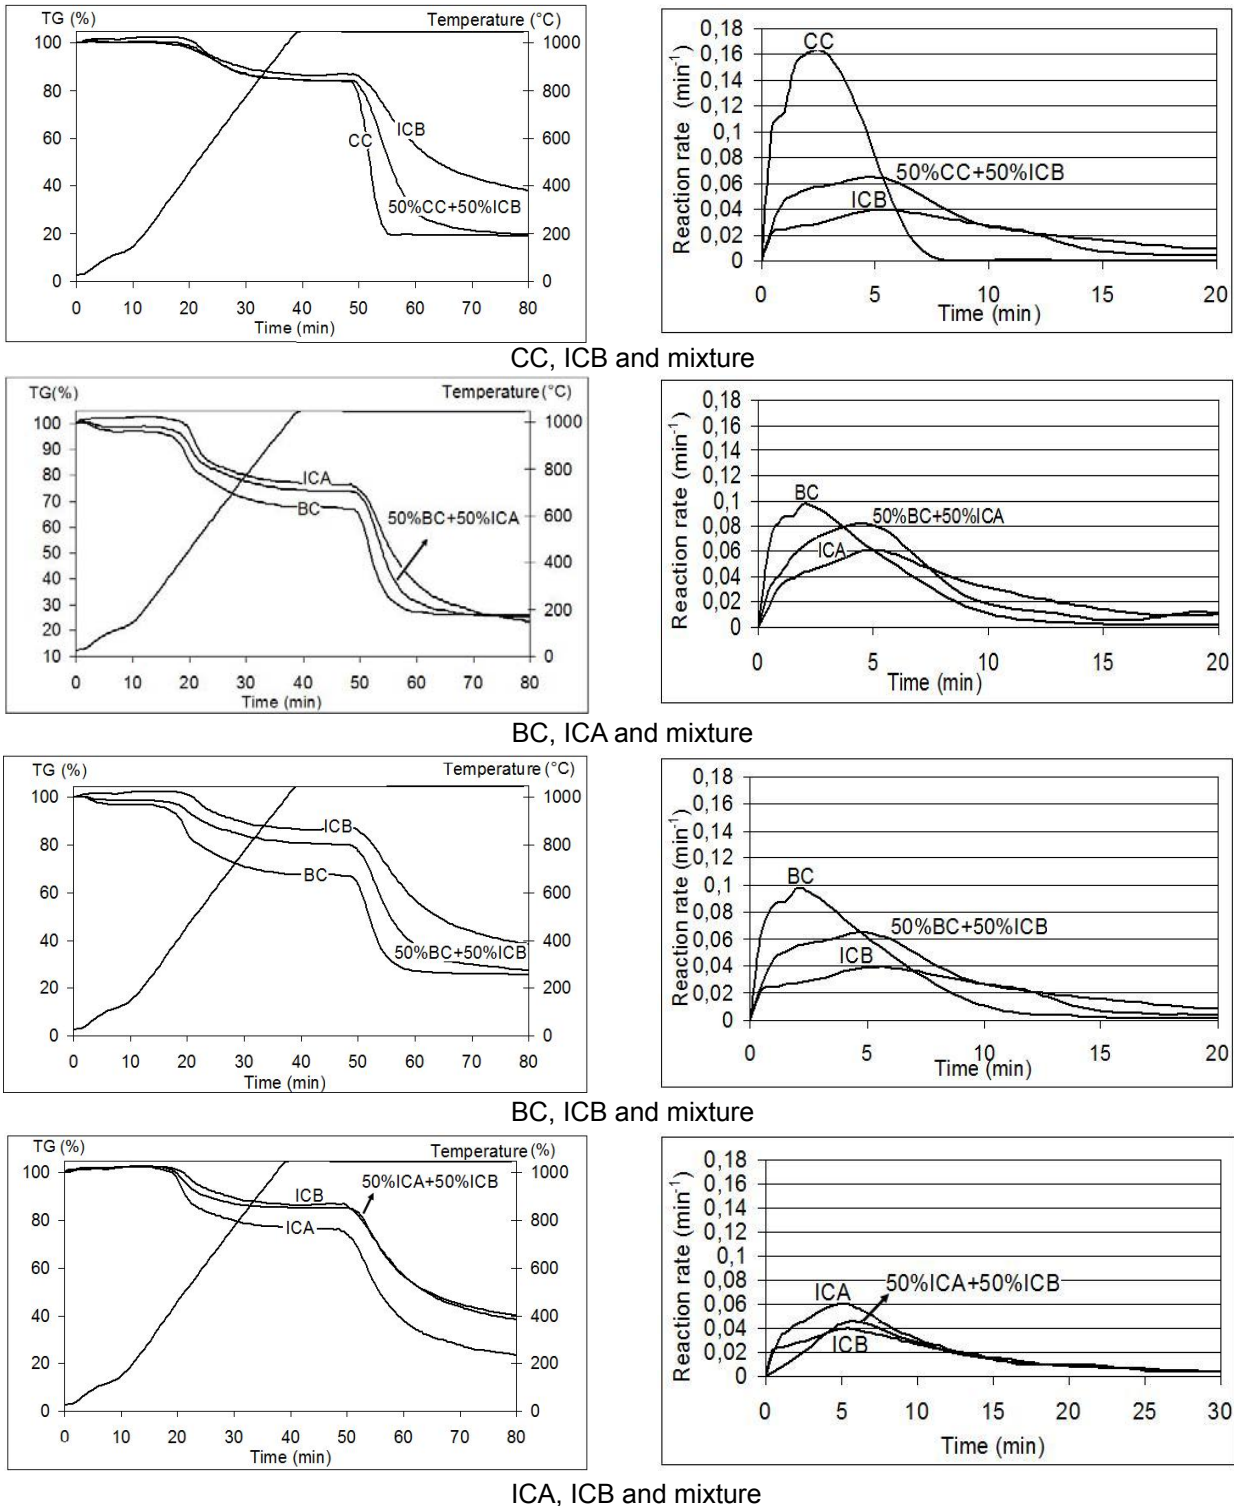 TG (%) Temperature (°C)
100 1000
80 800
60 600
40 400
20 200
0 0
ICB
CC
50%CC+50%ICB
0 10 20 30 40 50 60 70 80
Time (min)
Reaction rate (min-1)
0,18
0,16
0,14
0,12
0,1
0,08
0,06
0,04
0,02
0
CC
50%CC+50%ICB
ICB
0 5 10 15 20
Time (min)
CC, ICB and mixture
TG(%) Temperature (°C)
100 1000
90
80 800
70
60 600
50
40 400
30
20 200
10 0
ICA
BC
50%BC+50%ICA
0 10 20 30 40 50 60 70 80
Time (min)
Reaction rate (min-1)
0,18
0,16
0,14
0,12
0,1
0,08
0,06
0,04
0,02
0
BC
50%BC+50%ICA
ICA
0 5 10 15 20
Time (min)
BC, ICA and mixture
TG (%) Temperature (°C)
100 1000
80 800
60 600
40 400
20 200
0 0
ICB
BC
50%BC+50%ICB
0 10 20 30 40 50 60 70 80
Time (min)
Reaction rate (min-1)
0,18
0,16
0,14
0,12
0,1
0,08
0,06
0,04
0,02
0
BC
50%BC+50%ICB
ICB
0 5 10 15 20
Time (min)
BC, ICB and mixture
TG (%) Temperature (%)
100 1000
80 800
60 600
40 400
20 200
0 0
ICB
50%ICA+50%ICB
ICA
0 10 20 30 40 50 60 70 80
Time (min)
Reaction rate (min-1)
0,18
0,16
0,14
0,12
0,1
0,08
0,06
0,04
0,02
0
ICA
50%ICA+50%ICB
ICB
0 5 10 15 20 25 30
Time (min)
ICA, ICB and mixture